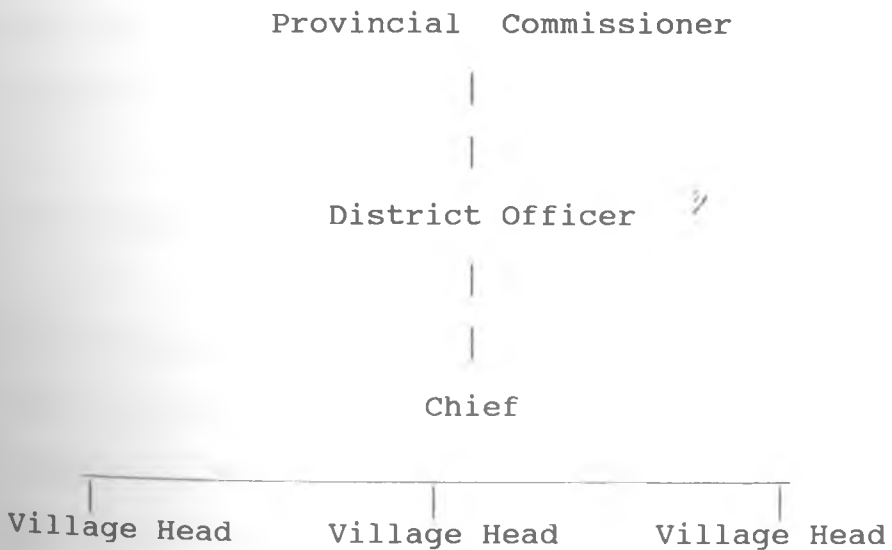 Provincial Commissioner
District Officer
Chief
Village Head Village Head Village Head